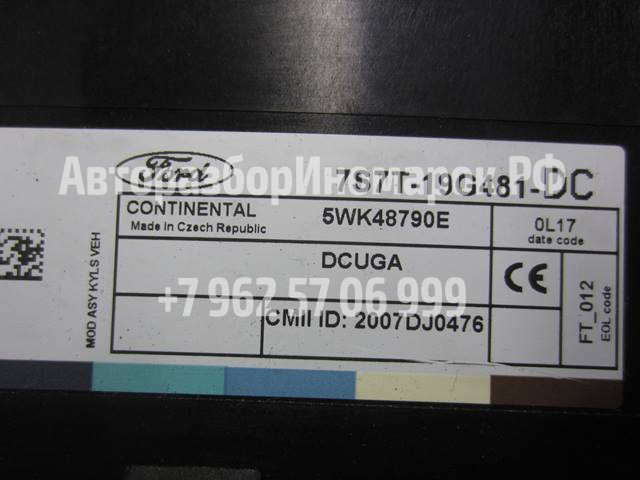 Ford
7S7T-19G481-DC
АвторазборИномарок.РФ
CONTINENTAL
Made in Czech Republic
5WK48790E
0L17
date code
DCUGA
CE
+7 962 57 06 999
CMII ID: 2007DJ0476
FT_012
EOL code
MOD ASY KYLS VEH